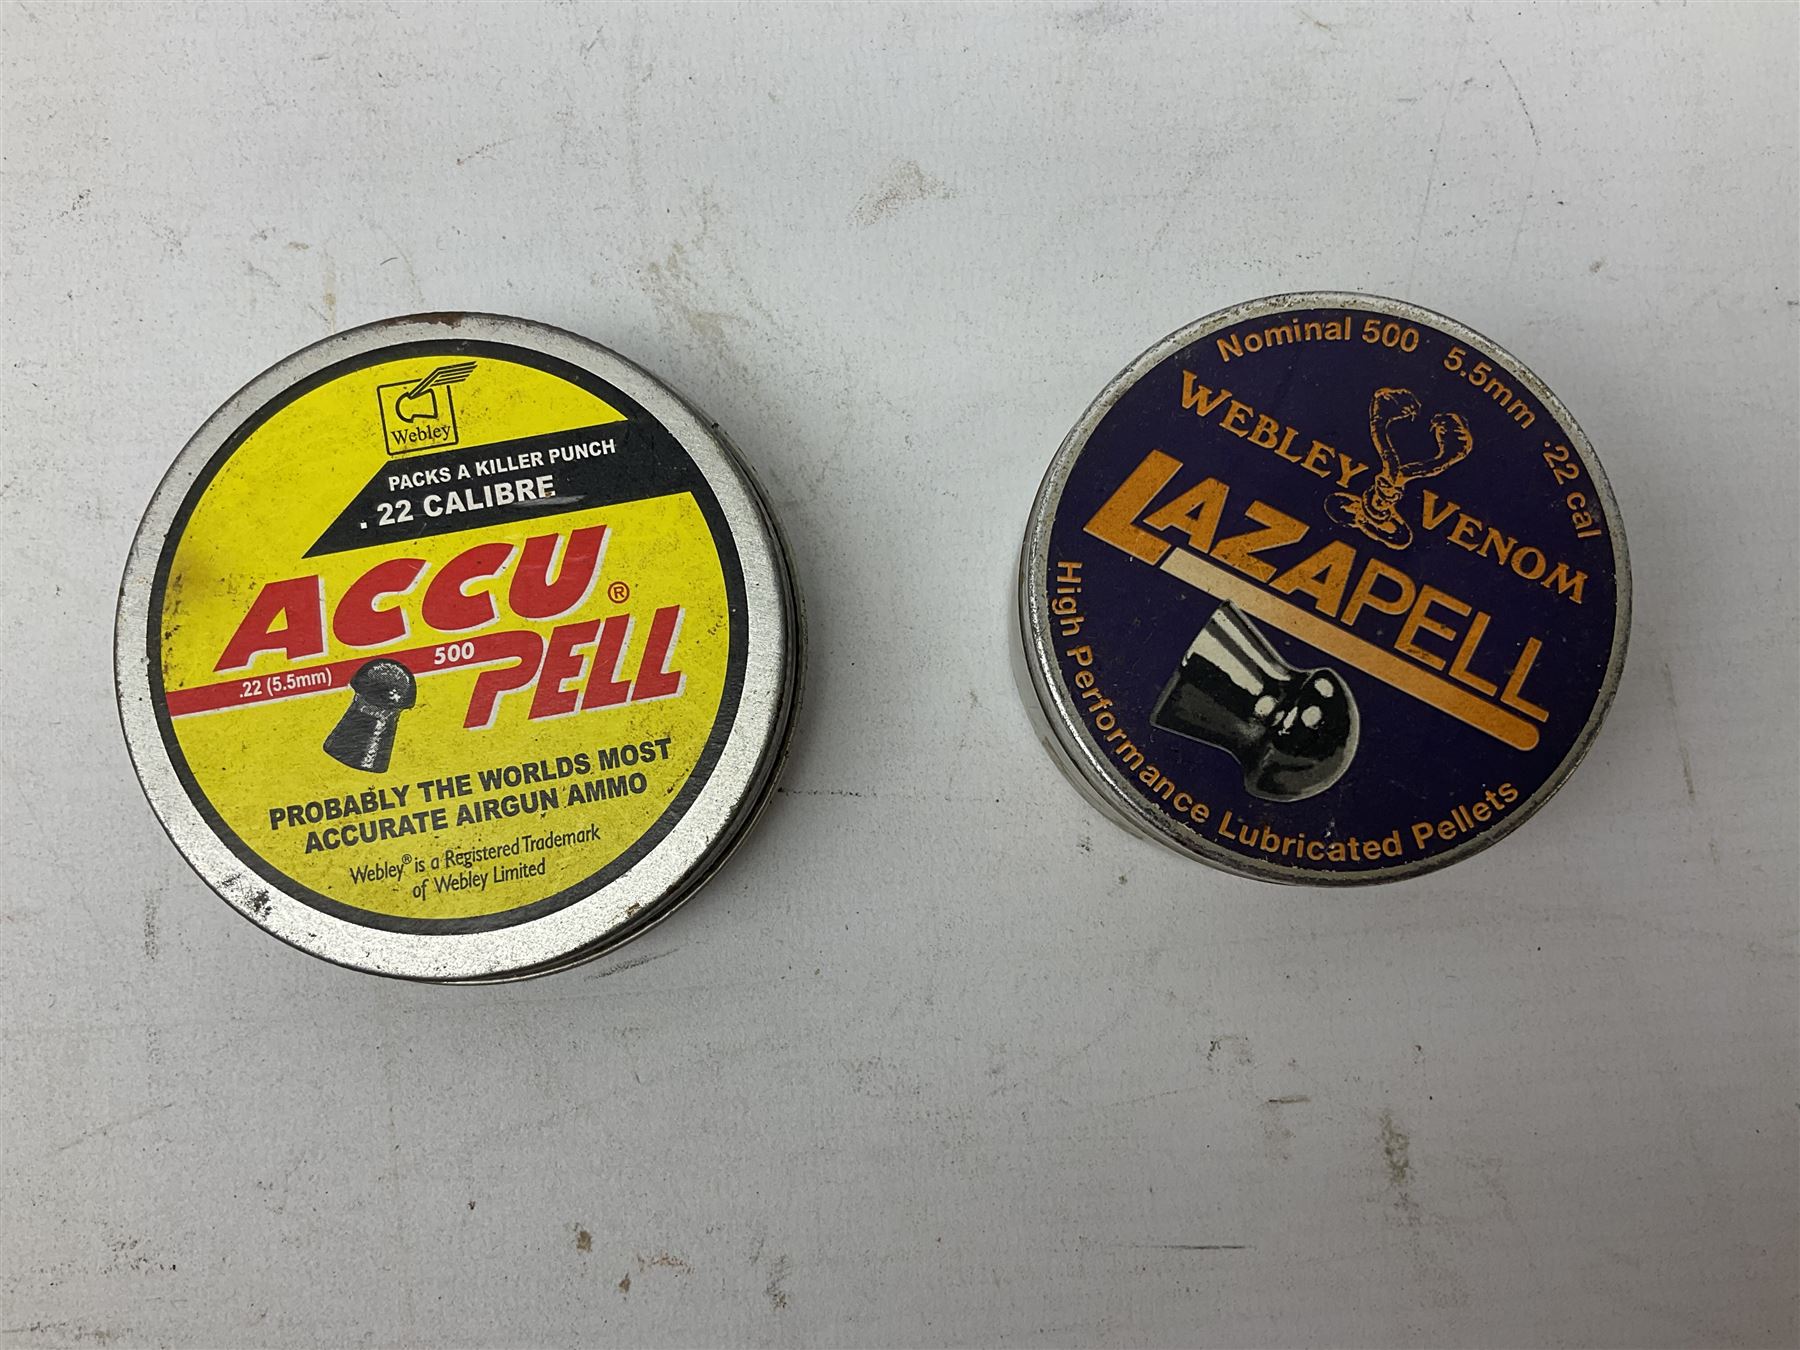 Webley
PACKS A KILLER PUNCH
. 22 CALIBRE
ACCU
PELL®
.22 (5.5mm)
500
PROBABLY THE WORLDS MOST
ACCURATE AIRGUN AMMO
Webley® is a Registered Trademark
of Webley Limited
Nominal 500 5.5mm .22 cal
WEBLEY VENOM
LAZAPELL
High Performance Lubricated Pellets